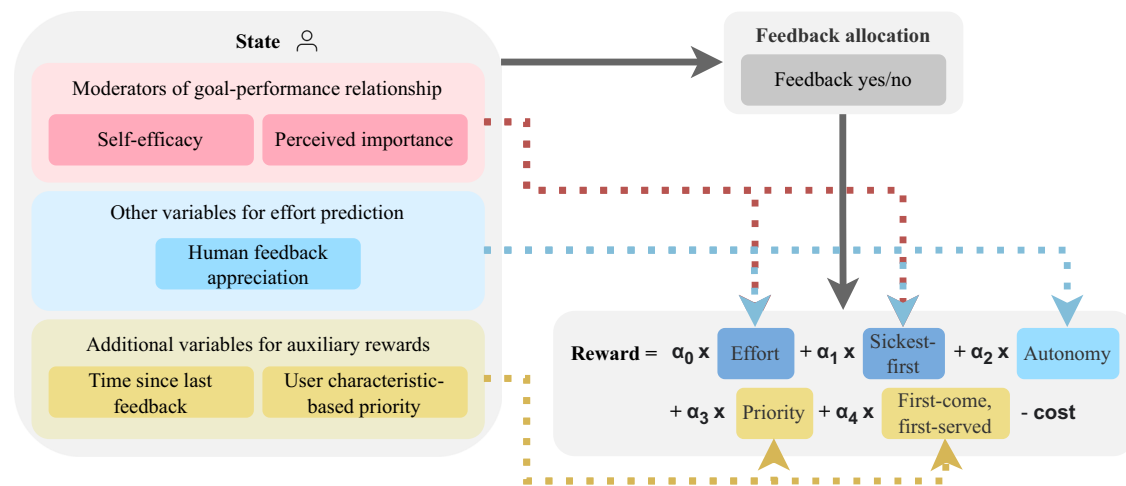 State
Moderators of goal-performance relationship
Self-efficacy
Perceived importance
Other variables for effort prediction
Human feedback
appreciation
Additional variables for auxiliary rewards
Time since last
feedback
User characteristic-
based priority
Feedback allocation
Feedback yes/no
Reward = α₀ x Effort + α₁ x Sickest-
first + α₂ x Autonomy
+ α₃ x Priority + α₄ x First-come,
first-served - cost